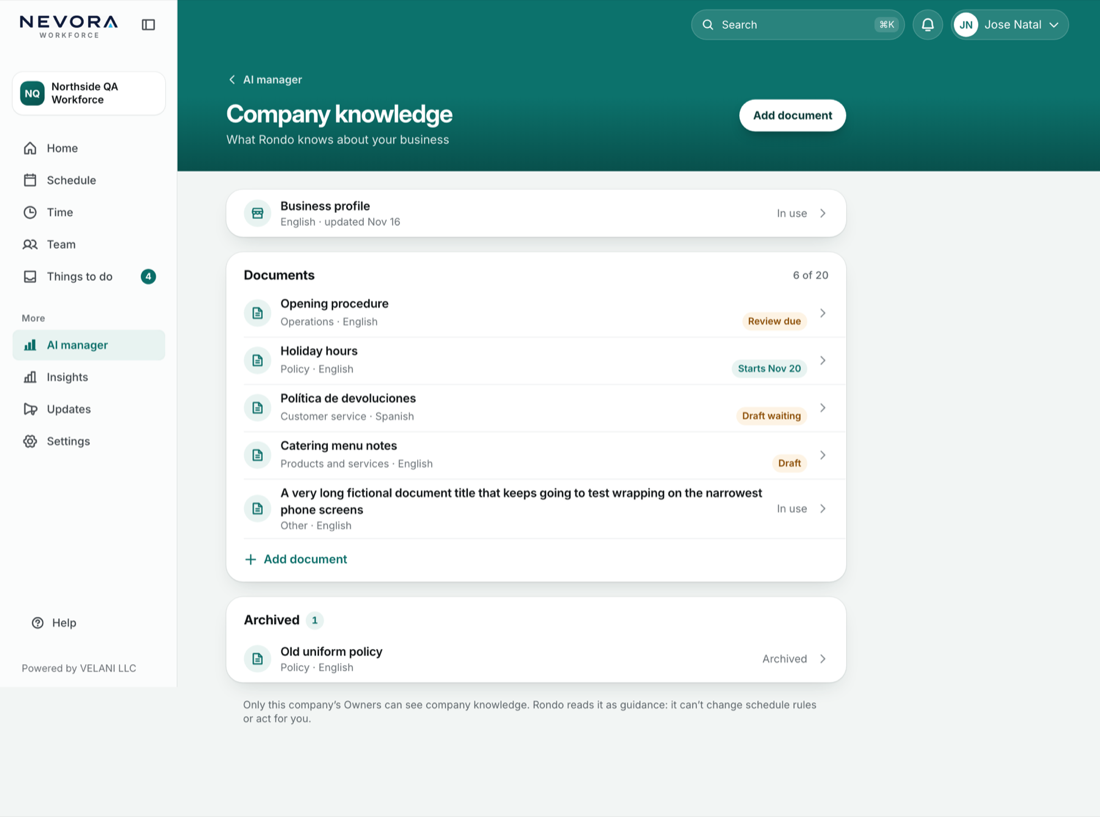 NEVORA
WORKFORCE
Search
⌘K
JN
Jose Natal
NQ
Northside QA
Workforce
Home
Schedule
Time
Team
Things to do
4
More
AI manager
Insights
Updates
Settings
Help
Powered by VELANI LLC
AI manager
Company knowledge
What Rondo knows about your business
Add document
Business profile
English · updated Nov 16
In use
Documents
6 of 20
Opening procedure
Operations · English
Review due
Holiday hours
Policy · English
Starts Nov 20
Política de devoluciones
Customer service · Spanish
Draft waiting
Catering menu notes
Products and services · English
Draft
A very long fictional document title that keeps going to test wrapping on the narrowest
phone screens
Other · English
In use
Add document
Archived
1
Old uniform policy
Policy · English
Archived
Only this company’s Owners can see company knowledge. Rondo reads it as guidance: it can’t change schedule rules
or act for you.